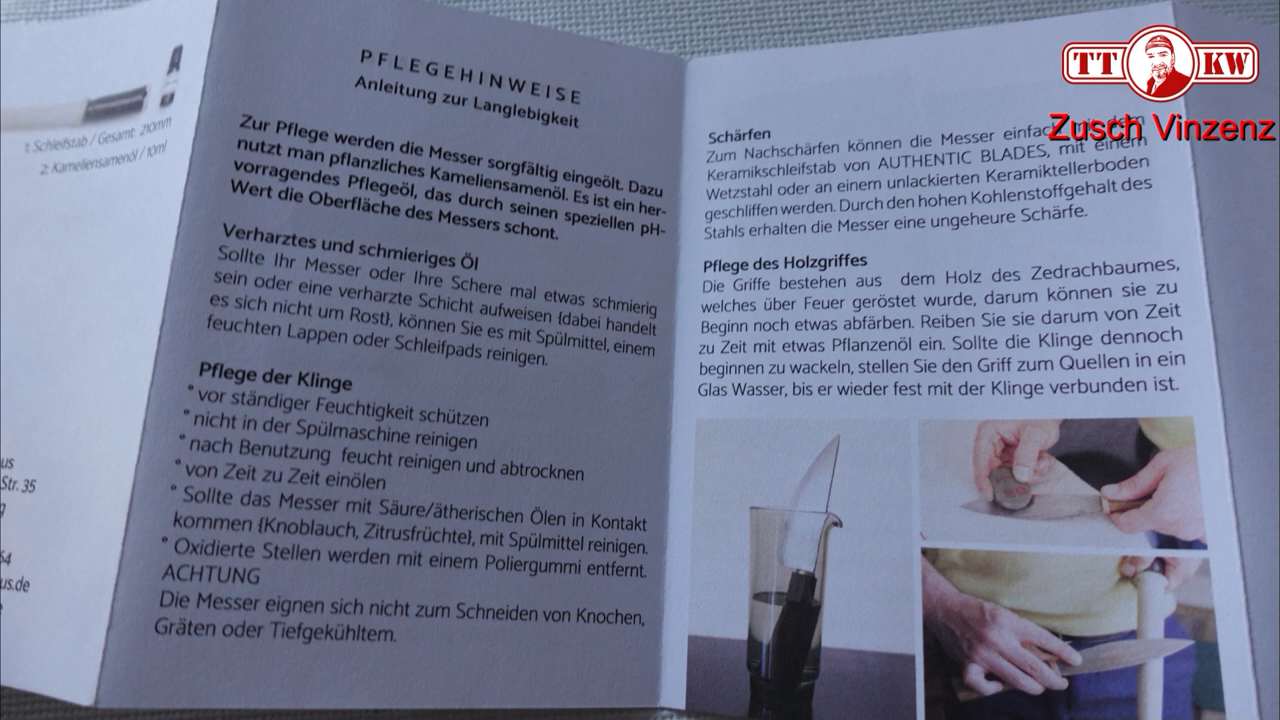 TT KW
Zusch Vinzenz
1: Schleifstab / Gesamt: 210mm
2: Kameliensamenöl / 10ml
us
Str. 35
g
64
us.de
PFLEGEHINWEISE
Anleitung zur Langlebigkeit
Zur Pflege werden die Messer sorgfältig eingeölt. Dazu
nutzt man pflanzliches Kameliensamenöl. Es ist ein her-
vorragendes Pflegeöl, das durch seinen speziellen pH-
Wert die Oberfläche des Messers schont.
Verharztes und schmieriges Öl
Sollte Ihr Messer oder Ihre Schere mal etwas schmierig
sein oder eine verharzte Schicht aufweisen {dabei handelt
es sich nicht um Rost}, können Sie es mit Spülmittel, einem
feuchten Lappen oder Schleifpads reinigen.
Pflege der Klinge
° vor ständiger Feuchtigkeit schützen
° nicht in der Spülmaschine reinigen
° nach Benutzung feucht reinigen und abtrocknen
° von Zeit zu Zeit einölen
° Sollte das Messer mit Säure/ätherischen Ölen in Kontakt
kommen {Knoblauch, Zitrusfrüchte}, mit Spülmittel reinigen.
° Oxidierte Stellen werden mit einem Poliergummi entfernt.
ACHTUNG
Die Messer eignen sich nicht zum Schneiden von Knochen,
Gräten oder Tiefgekühltem.
Schärfen
Zum Nachschärfen können die Messer einfach
Keramikschleifstab von AUTHENTIC BLADES, mit einem
Wetzstahl oder an einem unlackierten Keramiktellerboden
geschliffen werden. Durch den hohen Kohlenstoffgehalt des
Stahls erhalten die Messer eine ungeheure Schärfe.
Pflege des Holzgriffes
Die Griffe bestehen aus dem Holz des Zedrachbaumes,
welches über Feuer geröstet wurde, darum können sie zu
Beginn noch etwas abfärben. Reiben Sie sie darum von Zeit
zu Zeit mit etwas Pflanzenöl ein. Sollte die Klinge dennoch
beginnen zu wackeln, stellen Sie den Griff zum Quellen in ein
Glas Wasser, bis er wieder fest mit der Klinge verbunden ist.